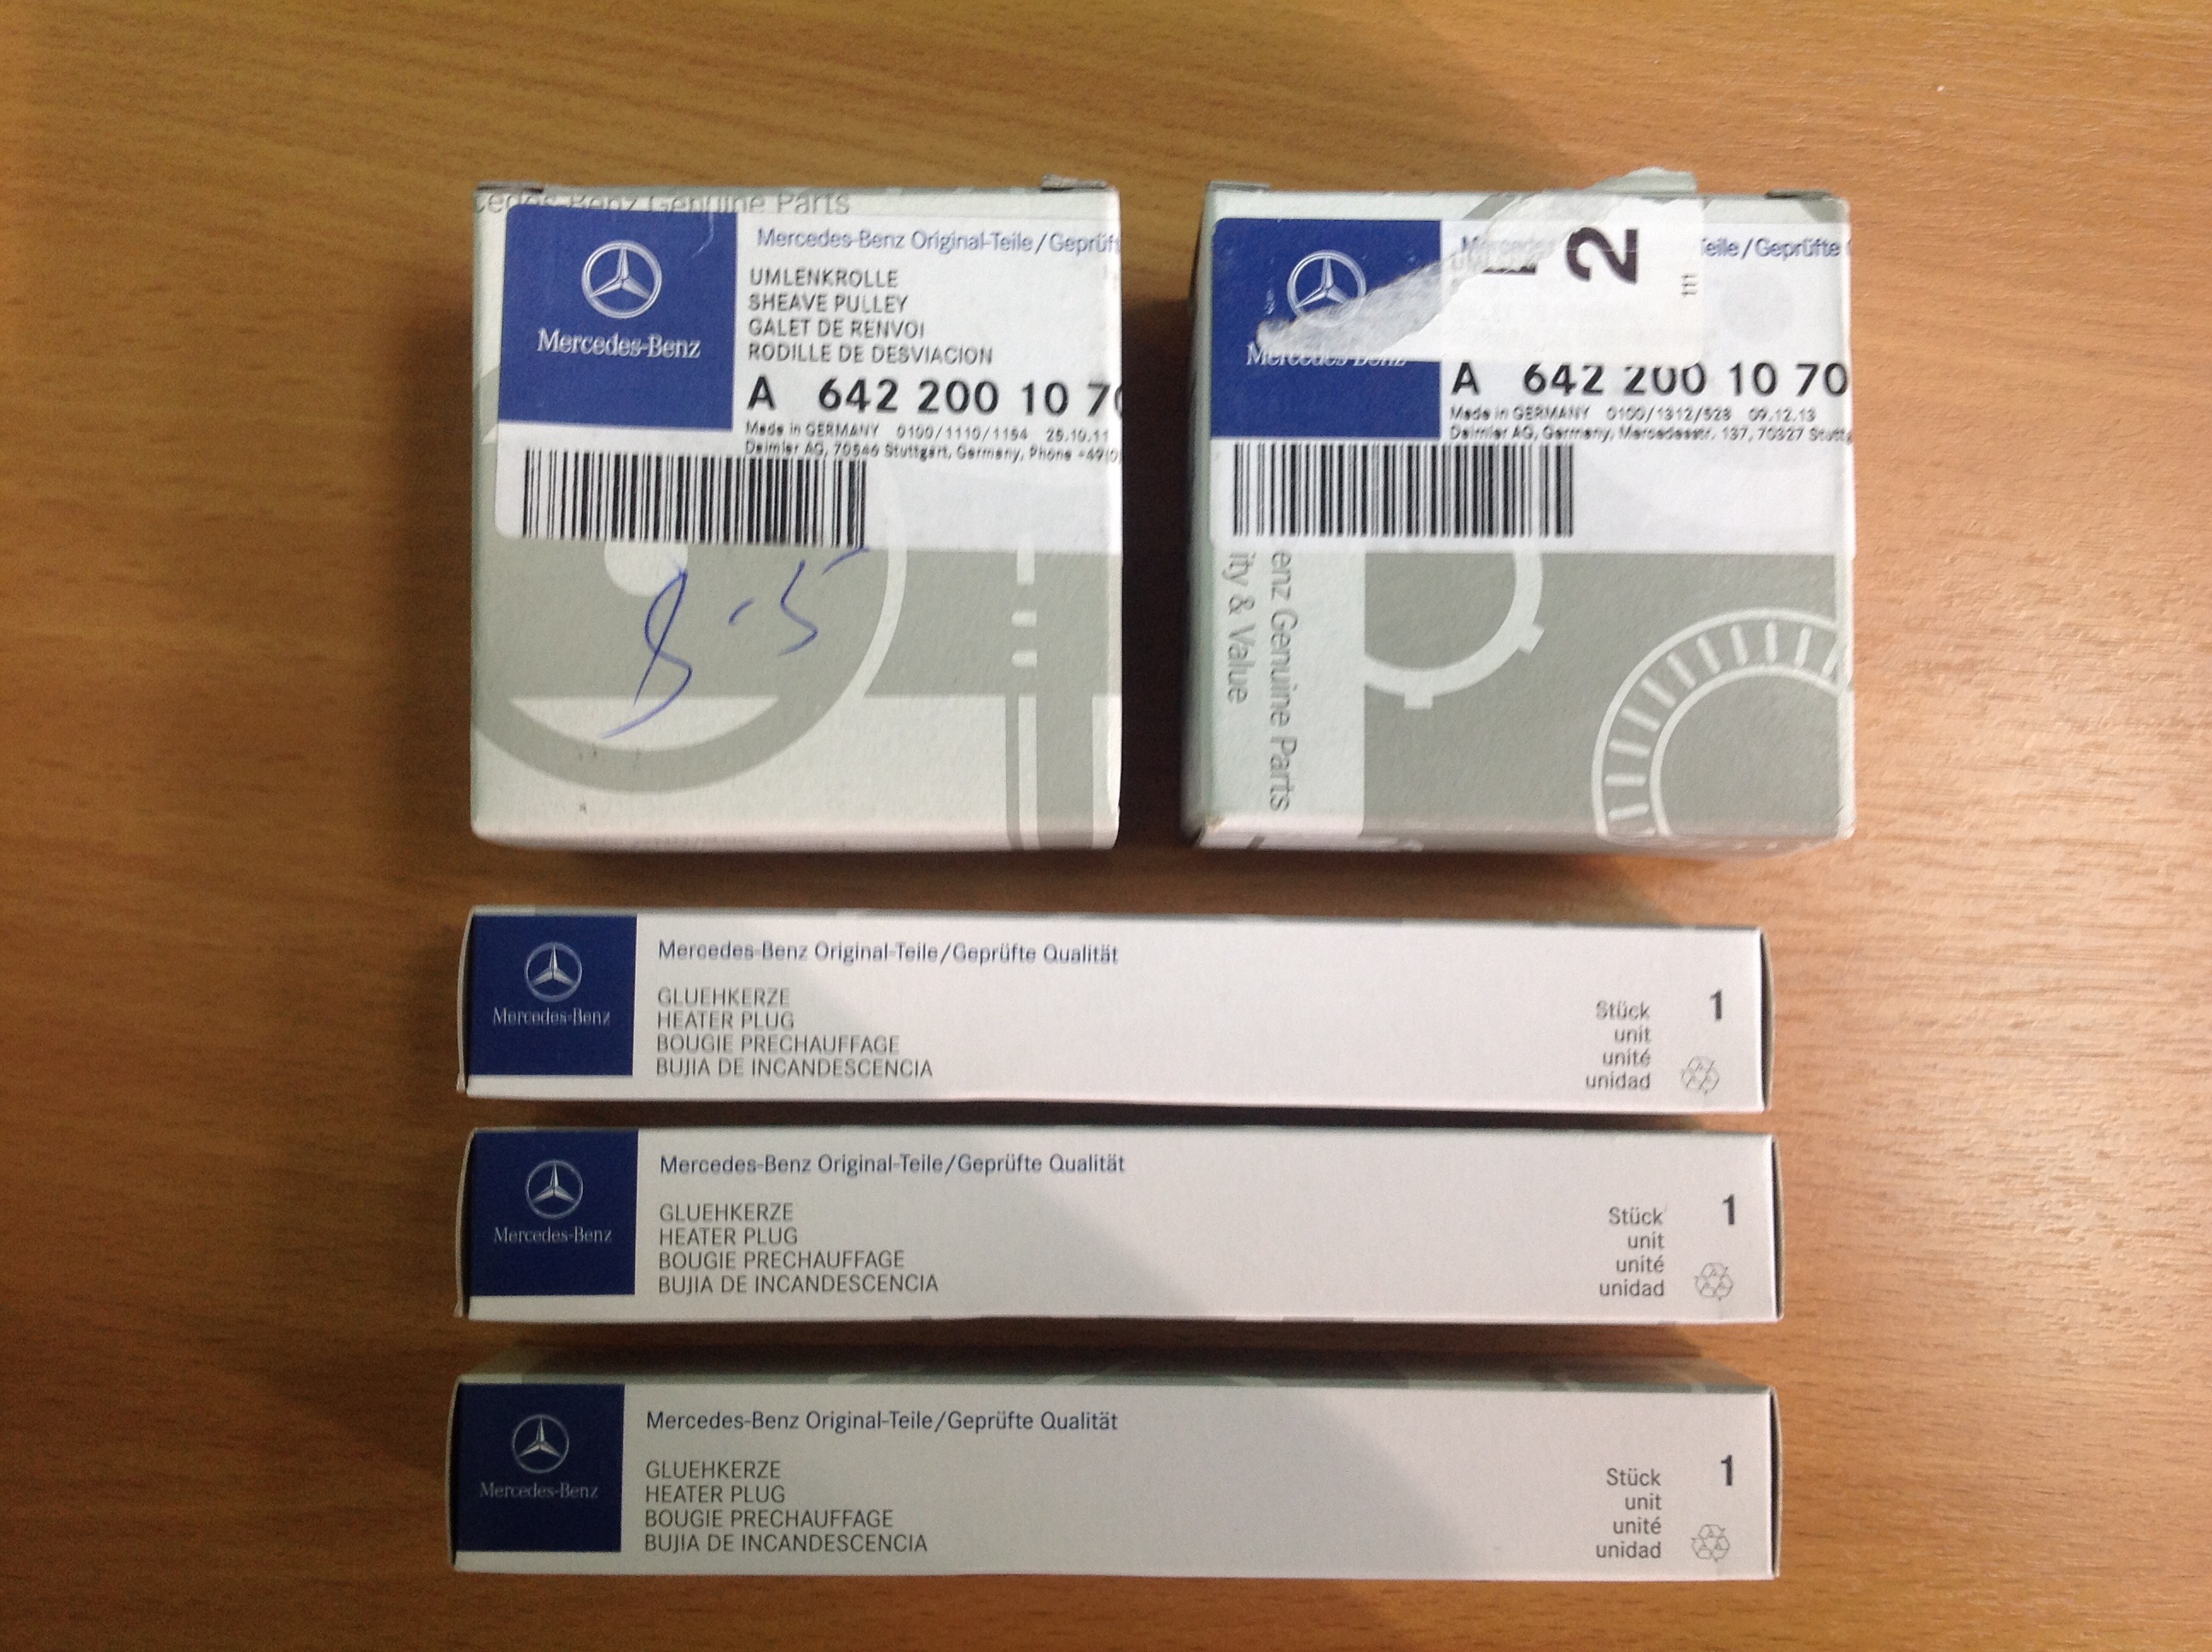 Genuine Parts
Mercedes-Benz
Mercedes-Benz Original-Teile/Geprüf
UMLENKROLLE
SHEAVE PULLEY
GALET DE RENVOI
RODILLE DE DESVIACION
A 642 200 10 70
Made in GERMANY 0100/1110/1154 25.10.11
Daimler AG, 70546 Stuttgart, Germany, Phone +49(0)
8-5
Mercedes-Benz
Mercedes
2
Teile/Geprüfte
A 642 200 10 70
Made in GERMANY 0100/1312/528 09.12.13
Daimler AG, Germany, Mercedesstr. 137, 70327 Stuttg
enz Genuine Parts
ity & Value
Mercedes-Benz
Mercedes-Benz Original-Teile/Geprüfte Qualität
GLUEHKERZE
HEATER PLUG
BOUGIE PRECHAUFFAGE
BUJIA DE INCANDESCENCIA
Stück 1
unit
unité
unidad
Mercedes-Benz
Mercedes-Benz Original-Teile/Geprüfte Qualität
GLUEHKERZE
HEATER PLUG
BOUGIE PRECHAUFFAGE
BUJIA DE INCANDESCENCIA
Stück 1
unit
unité
unidad
Mercedes-Benz
Mercedes-Benz Original-Teile/Geprüfte Qualität
GLUEHKERZE
HEATER PLUG
BOUGIE PRECHAUFFAGE
BUJIA DE INCANDESCENCIA
Stück 1
unit
unité
unidad